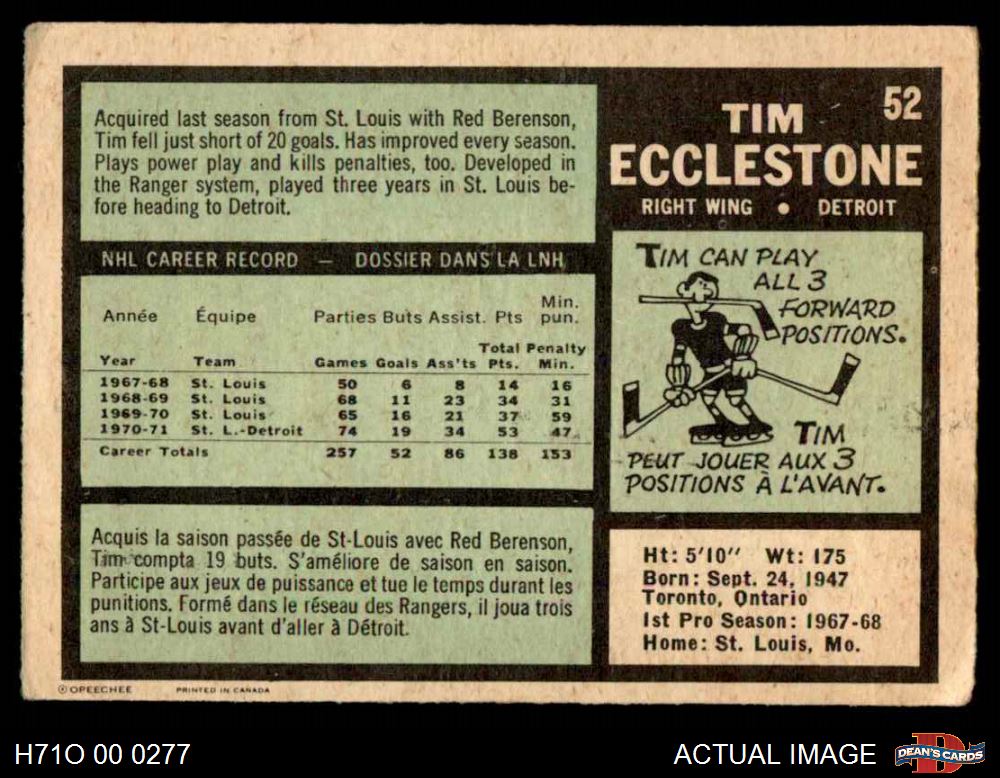 52
TIM
ECCLESTONE
RIGHT WING • DETROIT
Acquired last season from St. Louis with Red Berenson,
Tim fell just short of 20 goals. Has improved every season.
Plays power play and kills penalties, too. Developed in
the Ranger system, played three years in St. Louis be-
fore heading to Detroit.
NHL CAREER RECORD — DOSSIER DANS LA LNH
Année Équipe Parties Buts Assist. Pts Min. pun.
Year Team Games Goals Ass'ts Total Pts. Penalty Min.
1967-68 St. Louis 50 6 8 14 16
1968-69 St. Louis 68 11 23 34 31
1969-70 St. Louis 65 16 21 37 59
1970-71 St. L.-Detroit 74 19 34 53 47
Career Totals 257 52 86 138 153
Acquis la saison passée de St-Louis avec Red Berenson,
Tim compta 19 buts. S'améliore de saison en saison.
Participe aux jeux de puissance et tue le temps durant les
punitions. Formé dans le réseau des Rangers, il joua trois
ans à St-Louis avant d'aller à Détroit.
TIM CAN PLAY
ALL 3
FORWARD
POSITIONS.
TIM
PEUT JOUER AUX 3
POSITIONS À L'AVANT.
Ht: 5'10" Wt: 175
Born: Sept. 24, 1947
Toronto, Ontario
1st Pro Season: 1967-68
Home: St. Louis, Mo.
© OPEECHEE PRINTED IN CANADA
H71O 00 0277
ACTUAL IMAGE
DEAN'S CARDS